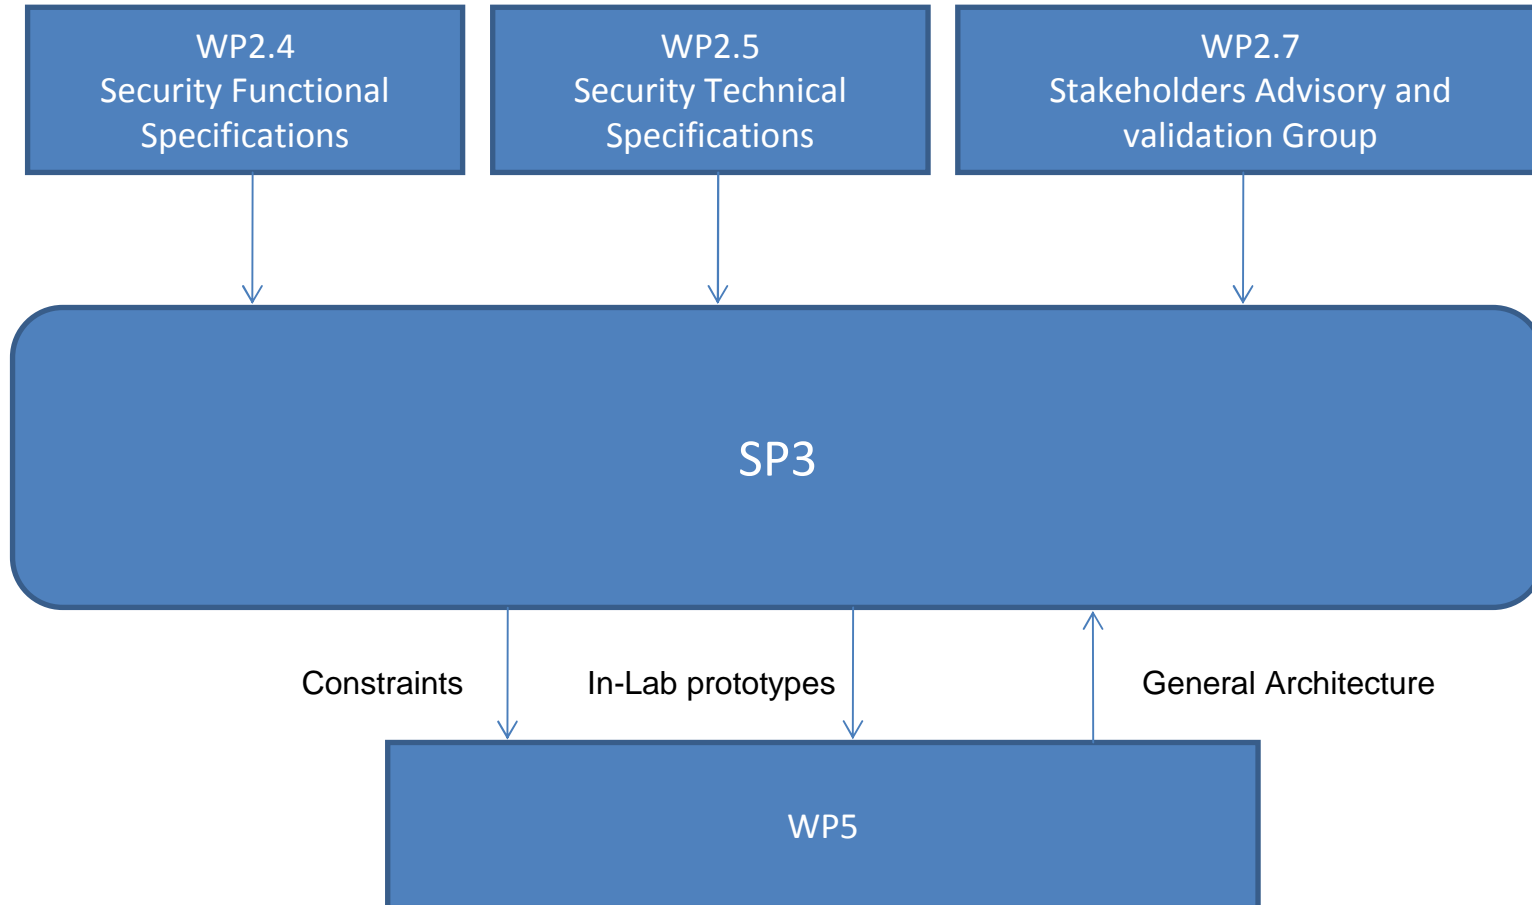 WP2.4
Security Functional
Specifications
WP2.5
Security Technical
Specifications
WP2.7
Stakeholders Advisory and
validation Group
SP3
Constraints
In-Lab prototypes
General Architecture
WP5